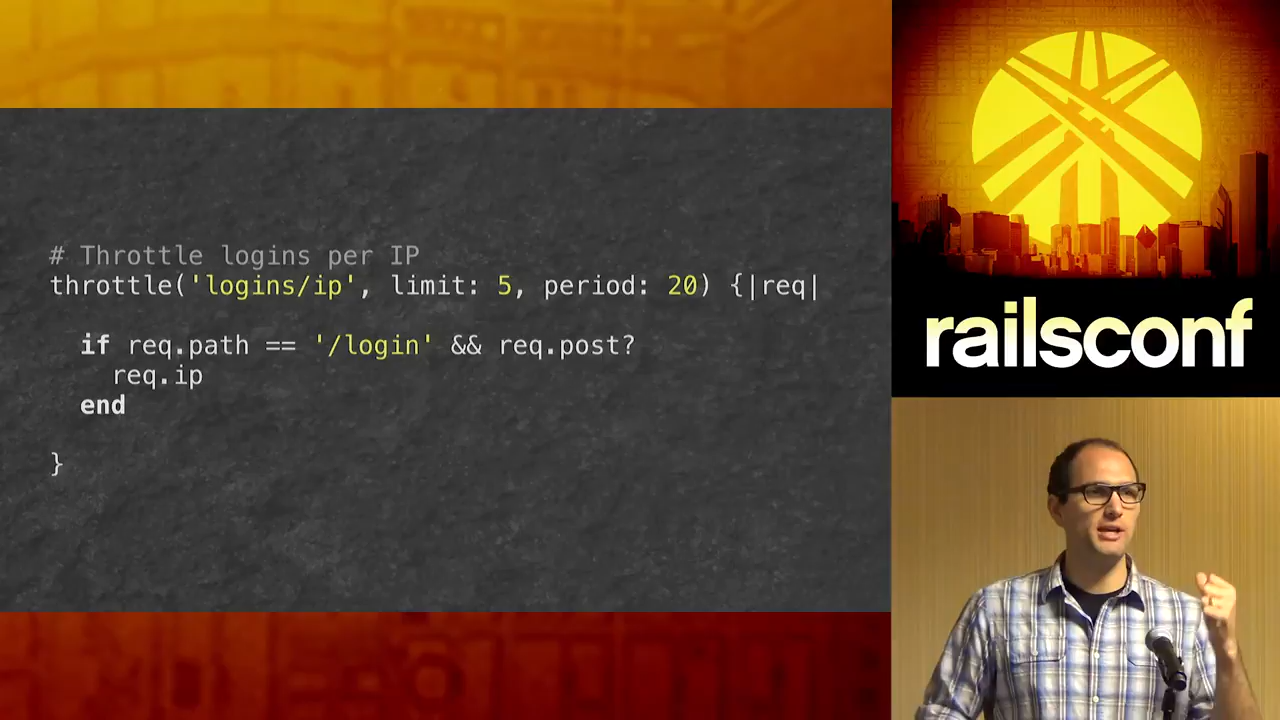 # Throttle logins per IP
throttle('logins/ip', limit: 5, period: 20) {|req|
if req.path == '/login' && req.post?
req.ip
end
}
railsconf